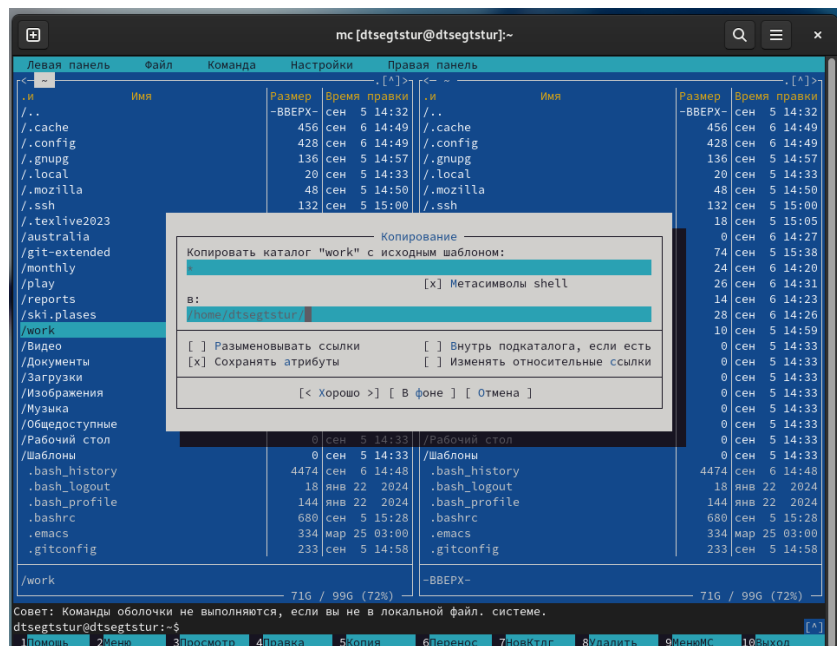 mc [dtsegtstur@dtsegtstur]:~
Левая панель Файл Команда Настройки Правая панель
<— ~ .[^]> <— ~ .[^]>
.и Имя Размер Время правки .и Имя Размер Время правки
/.. -ВВЕРХ- сен 5 14:32 /.. -ВВЕРХ- сен 5 14:32
/.cache 456 сен 6 14:49 /.cache 456 сен 6 14:49
/.config 428 сен 6 14:49 /.config 428 сен 6 14:49
/.gnupg 136 сен 5 14:57 /.gnupg 136 сен 5 14:57
/.local 20 сен 5 14:33 /.local 20 сен 5 14:33
/.mozilla 48 сен 5 14:50 /.mozilla 48 сен 5 14:50
/.ssh 132 сен 5 15:00 /.ssh 132 сен 5 15:00
/.texlive2023 18 сен 5 15:05
/australia 0 сен 6 14:27
Копирование
/git-extended Копировать каталог "work" с исходным шаблоном: 74 сен 5 15:38
/monthly * 24 сен 6 14:20
/play [x] Метасимволы shell 26 сен 6 14:31
/reports в: 14 сен 6 14:23
/ski.plases /home/dtsegtstur/ 28 сен 6 14:26
/work 10 сен 5 14:59
/Видео [ ] Разыменовывать ссылки [ ] Внутрь подкаталога, если есть 0 сен 5 14:33
/Документы [x] Сохранять атрибуты [ ] Изменять относительные ссылки 0 сен 5 14:33
/Загрузки 0 сен 5 14:33
/Изображения [< Хорошо >] [ В фоне ] [ Отмена ] 0 сен 5 14:33
/Музыка 0 сен 5 14:33
/Общедоступные 0 сен 5 14:33
/Рабочий стол 0 сен 5 14:33 /Рабочий стол 0 сен 5 14:33
/Шаблоны 0 сен 5 14:33 /Шаблоны 0 сен 5 14:33
.bash_history 4474 сен 6 14:48 .bash_history 4474 сен 6 14:48
.bash_logout 18 янв 22 2024 .bash_logout 18 янв 22 2024
.bash_profile 144 янв 22 2024 .bash_profile 144 янв 22 2024
.bashrc 680 сен 5 15:28 .bashrc 680 сен 5 15:28
.emacs 334 мар 25 03:00 .emacs 334 мар 25 03:00
.gitconfig 233 сен 5 14:58 .gitconfig 233 сен 5 14:58
/work -ВВЕРХ-
71G / 99G (72%) 71G / 99G (72%)
Совет: Команды оболочки не выполняются, если вы не в локальной файл. системе.
dtsegtstur@dtsegtstur:~$ [^]
1Помощь 2Меню 3Просмотр 4Правка 5Копия 6Перенос 7НовКтлг 8Удалить 9МенюMC 10Выход